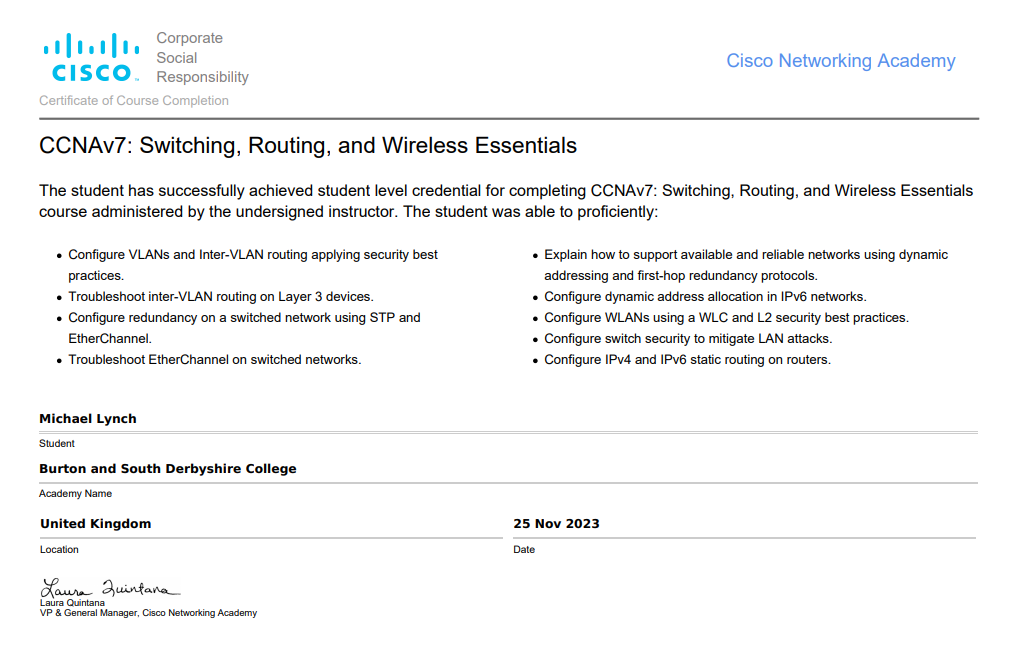 Corporate
Social
Responsibility
CISCO
Cisco Networking Academy
Certificate of Course Completion
CCNAv7: Switching, Routing, and Wireless Essentials
The student has successfully achieved student level credential for completing CCNAv7: Switching, Routing, and Wireless Essentials
course administered by the undersigned instructor. The student was able to proficiently:
• Configure VLANs and Inter-VLAN routing applying security best
practices.
• Troubleshoot inter-VLAN routing on Layer 3 devices.
• Configure redundancy on a switched network using STP and
EtherChannel.
• Troubleshoot EtherChannel on switched networks.
• Explain how to support available and reliable networks using dynamic
addressing and first-hop redundancy protocols.
• Configure dynamic address allocation in IPv6 networks.
• Configure WLANs using a WLC and L2 security best practices.
• Configure switch security to mitigate LAN attacks.
• Configure IPv4 and IPv6 static routing on routers.
Michael Lynch
Student
Burton and South Derbyshire College
Academy Name
United Kingdom
Location
25 Nov 2023
Date
Laura Quintana
Laura Quintana
VP & General Manager, Cisco Networking Academy